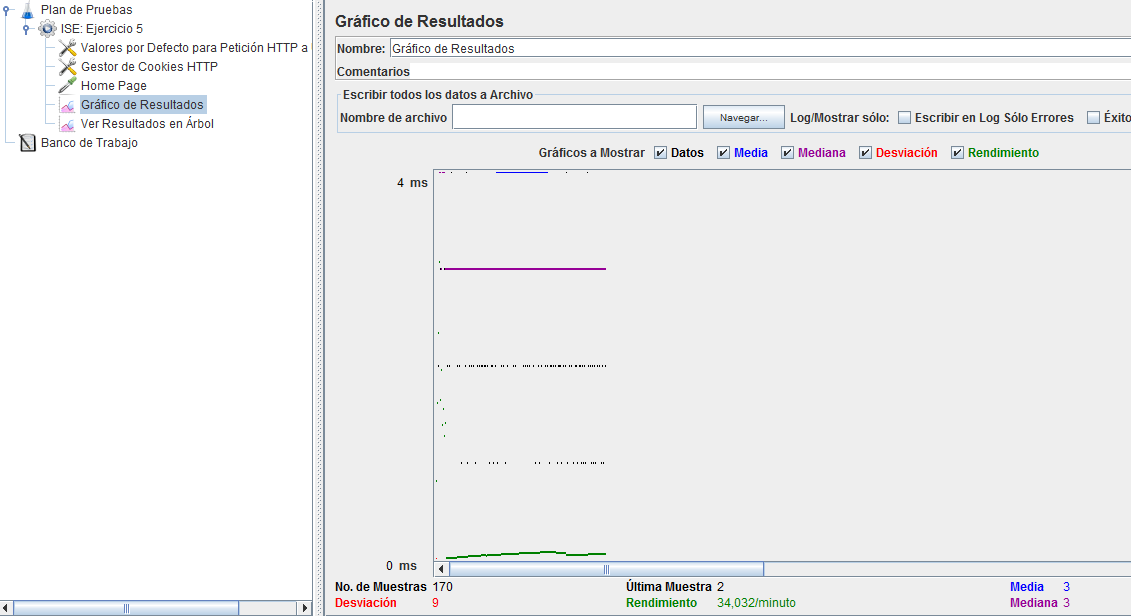 Plan de Pruebas
ISE: Ejercicio 5
Valores por Defecto para Petición HTTP a
Gestor de Cookies HTTP
Home Page
Gráfico de Resultados
Ver Resultados en Árbol
Banco de Trabajo
Gráfico de Resultados
Nombre: Gráfico de Resultados
Comentarios
Escribir todos los datos a Archivo
Nombre de archivo Navegar... Log/Mostrar sólo: Escribir en Log Sólo Errores Éxito
Gráficos a Mostrar Datos Media Mediana Desviación Rendimiento
4 ms
0 ms
No. de Muestras 170 Última Muestra 2 Media 3
Desviación 9 Rendimiento 34,032/minuto Mediana 3